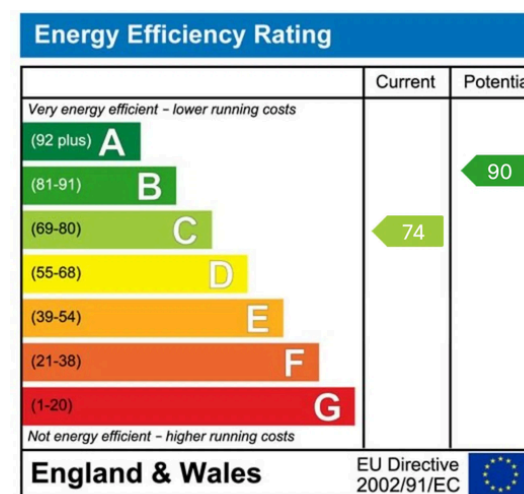 Energy Efficiency Rating
Current Potentia
Very energy efficient – lower running costs
(92 plus) A
(81-91) B
90
(69-80) C
74
(55-68) D
(39-54) E
(21-38) F
(1-20) G
Not energy efficient – higher running costs
England & Wales
EU Directive
2002/91/EC